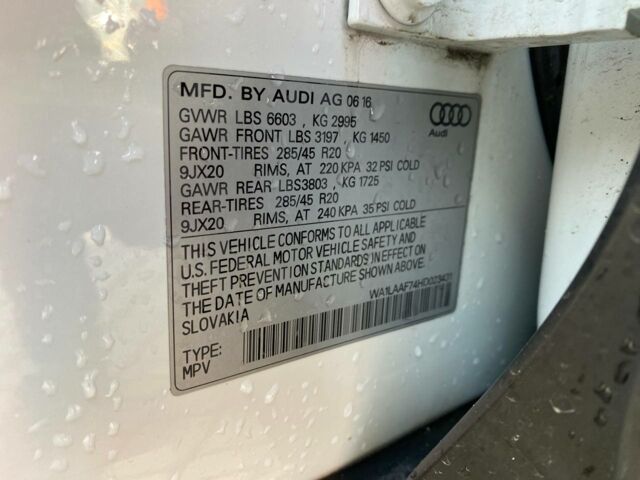 MFD. BY AUDI AG 06 16
GVWR LBS 6603 , KG 2995
GAWR FRONT LBS 3197 , KG 1450
FRONT-TIRES 285/45 R20
9JX20 RIMS, AT 220 KPA 32 PSI COLD
GAWR REAR LBS3803 , KG 1725
REAR-TIRES 285/45 R20
9JX20 RIMS, AT 240 KPA 35 PSI COLD
Audi
THIS VEHICLE CONFORMS TO ALL APPLICABLE
U.S. FEDERAL MOTOR VEHICLE SAFETY AND
THEFT PREVENTION STANDARDS IN EFFECT ON
THE DATE OF MANUFACTURE SHOWN ABOVE.
SLOVAKIA
WA1LAAF74HD023431
TYPE:
MPV